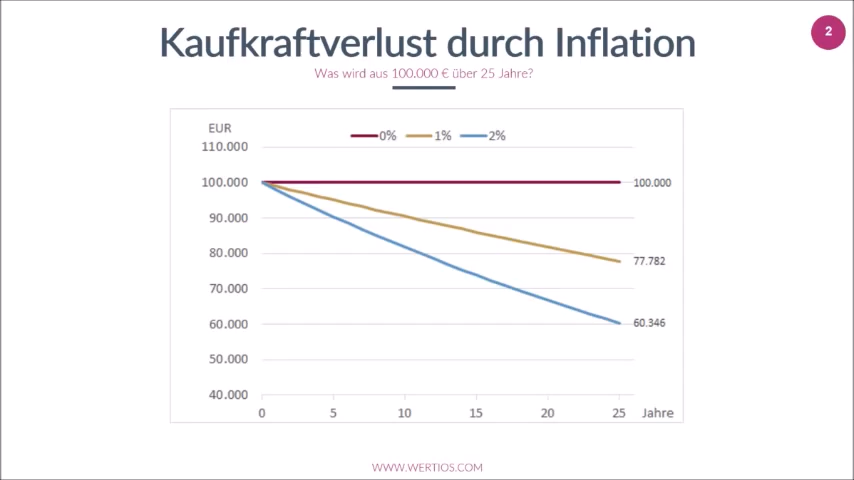 Kaufkraftverlust durch Inflation
2
Was wird aus 100.000 € über 25 Jahre?
EUR
0% 1% 2%
110.000
100.000
100.000
90.000
80.000
77.782
70.000
60.000
60.346
50.000
40.000
0 5 10 15 20 25 Jahre
WWW.WERTIOS.COM